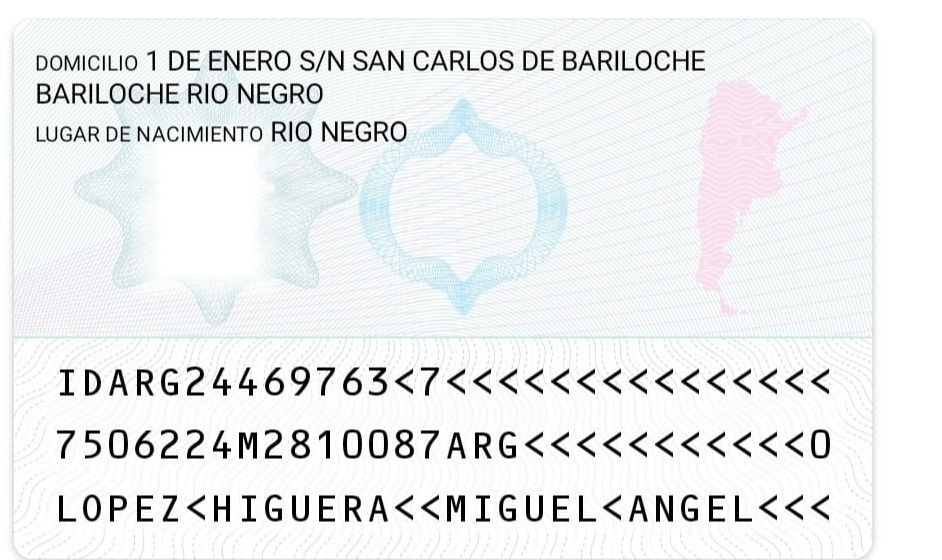 DOMICILIO 1 DE ENERO S/N SAN CARLOS DE BARILOCHE
BARILOCHE RIO NEGRO
LUGAR DE NACIMIENTO RIO NEGRO
IDARG24469763<7<<<<<<<<<<<<<<<
7506224M2810087ARG<<<<<<<<<<<0
LOPEZ<HIGUERA<<MIGUEL<ANGEL<<<